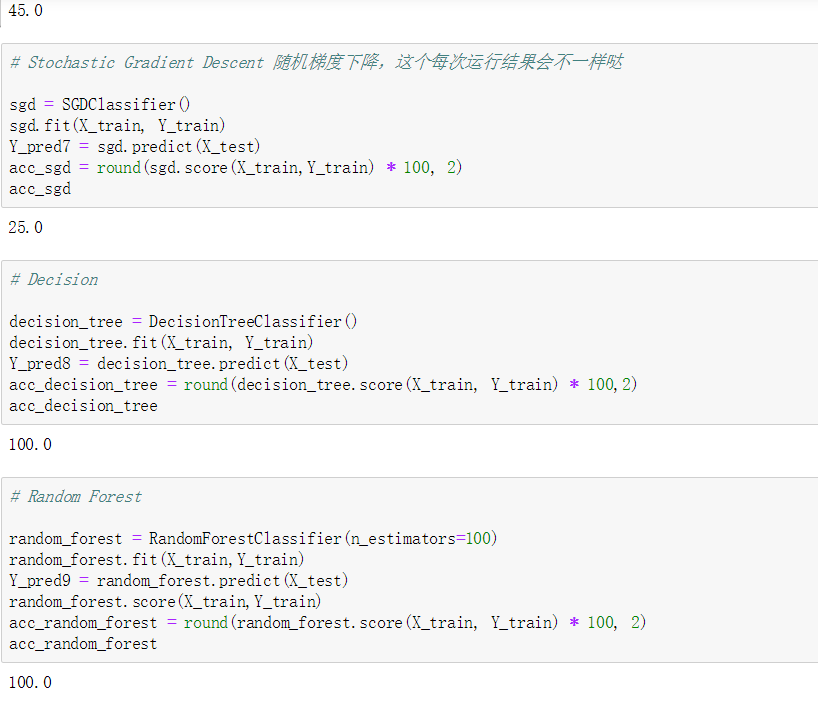 45.0
# Stochastic Gradient Descent 随机梯度下降，这个每次运行结果会不一样哒
sgd = SGDClassifier()
sgd.fit(X_train, Y_train)
Y_pred7 = sgd.predict(X_test)
acc_sgd = round(sgd.score(X_train,Y_train) * 100, 2)
acc_sgd
25.0
# Decision
decision_tree = DecisionTreeClassifier()
decision_tree.fit(X_train, Y_train)
Y_pred8 = decision_tree.predict(X_test)
acc_decision_tree = round(decision_tree.score(X_train, Y_train) * 100,2)
acc_decision_tree
100.0
# Random Forest
random_forest = RandomForestClassifier(n_estimators=100)
random_forest.fit(X_train,Y_train)
Y_pred9 = random_forest.predict(X_test)
random_forest.score(X_train,Y_train)
acc_random_forest = round(random_forest.score(X_train, Y_train) * 100, 2)
acc_random_forest
100.0